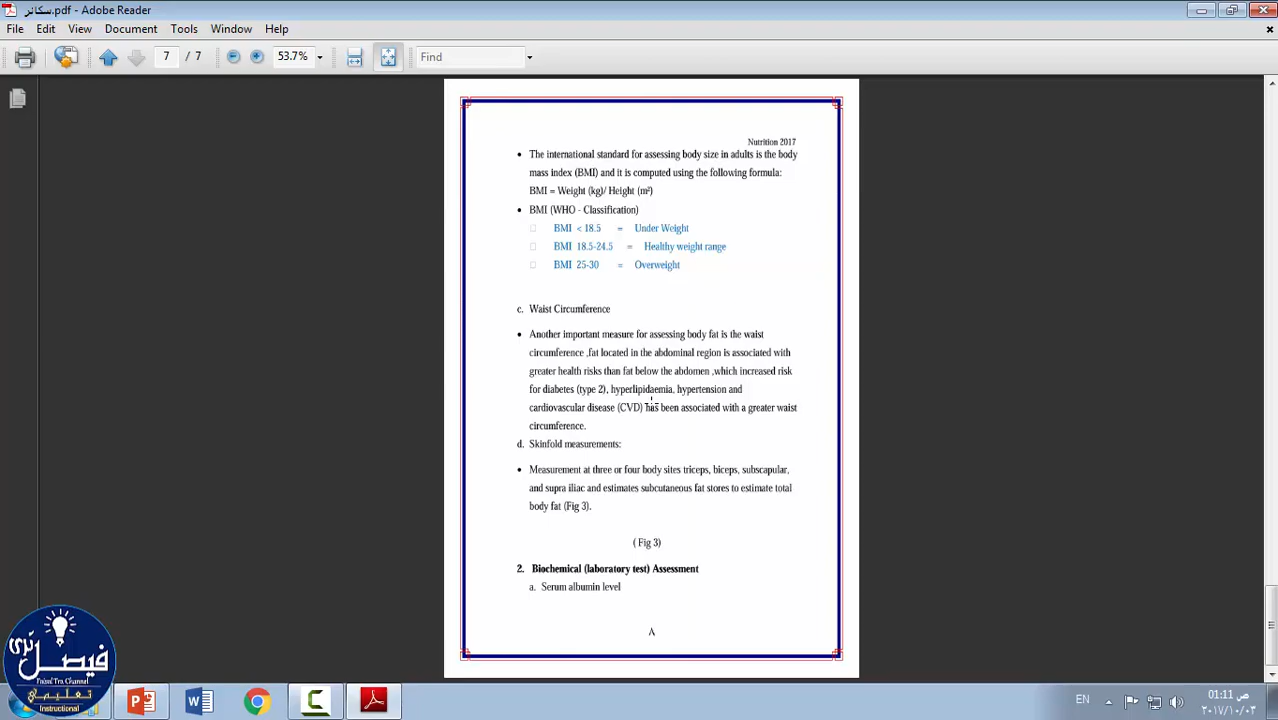 سكانر.pdf - Adobe Reader
File Edit View Document Tools Window Help
7 / 7 53.7% Find
Nutrition 2017
• The international standard for assessing body size in adults is the body
mass index (BMI) and it is computed using the following formula:
BMI = Weight (kg)/ Height (m²)
• BMI (WHO - Classification)
BMI < 18.5 = Under Weight
BMI 18.5-24.5 = Healthy weight range
BMI 25-30 = Overweight
c. Waist Circumference
• Another important measure for assessing body fat is the waist
circumference ,fat located in the abdominal region is associated with
greater health risks than fat below the abdomen ,which increased risk
for diabetes (type 2), hyperlipidaemia, hypertension and
cardiovascular disease (CVD) has been associated with a greater waist
circumference.
d. Skinfold measurements:
• Measurement at three or four body sites triceps, biceps, subscapular,
and supra iliac and estimates subcutaneous fat stores to estimate total
body fat (Fig 3).
( Fig 3)
2. Biochemical (laboratory test) Assessment
a. Serum albumin level
٨
فيصل تري
Faisal Tra Channel
تعليمي
Instructional
EN
01:11 ص
٢٠١٧/١٠/٠٣